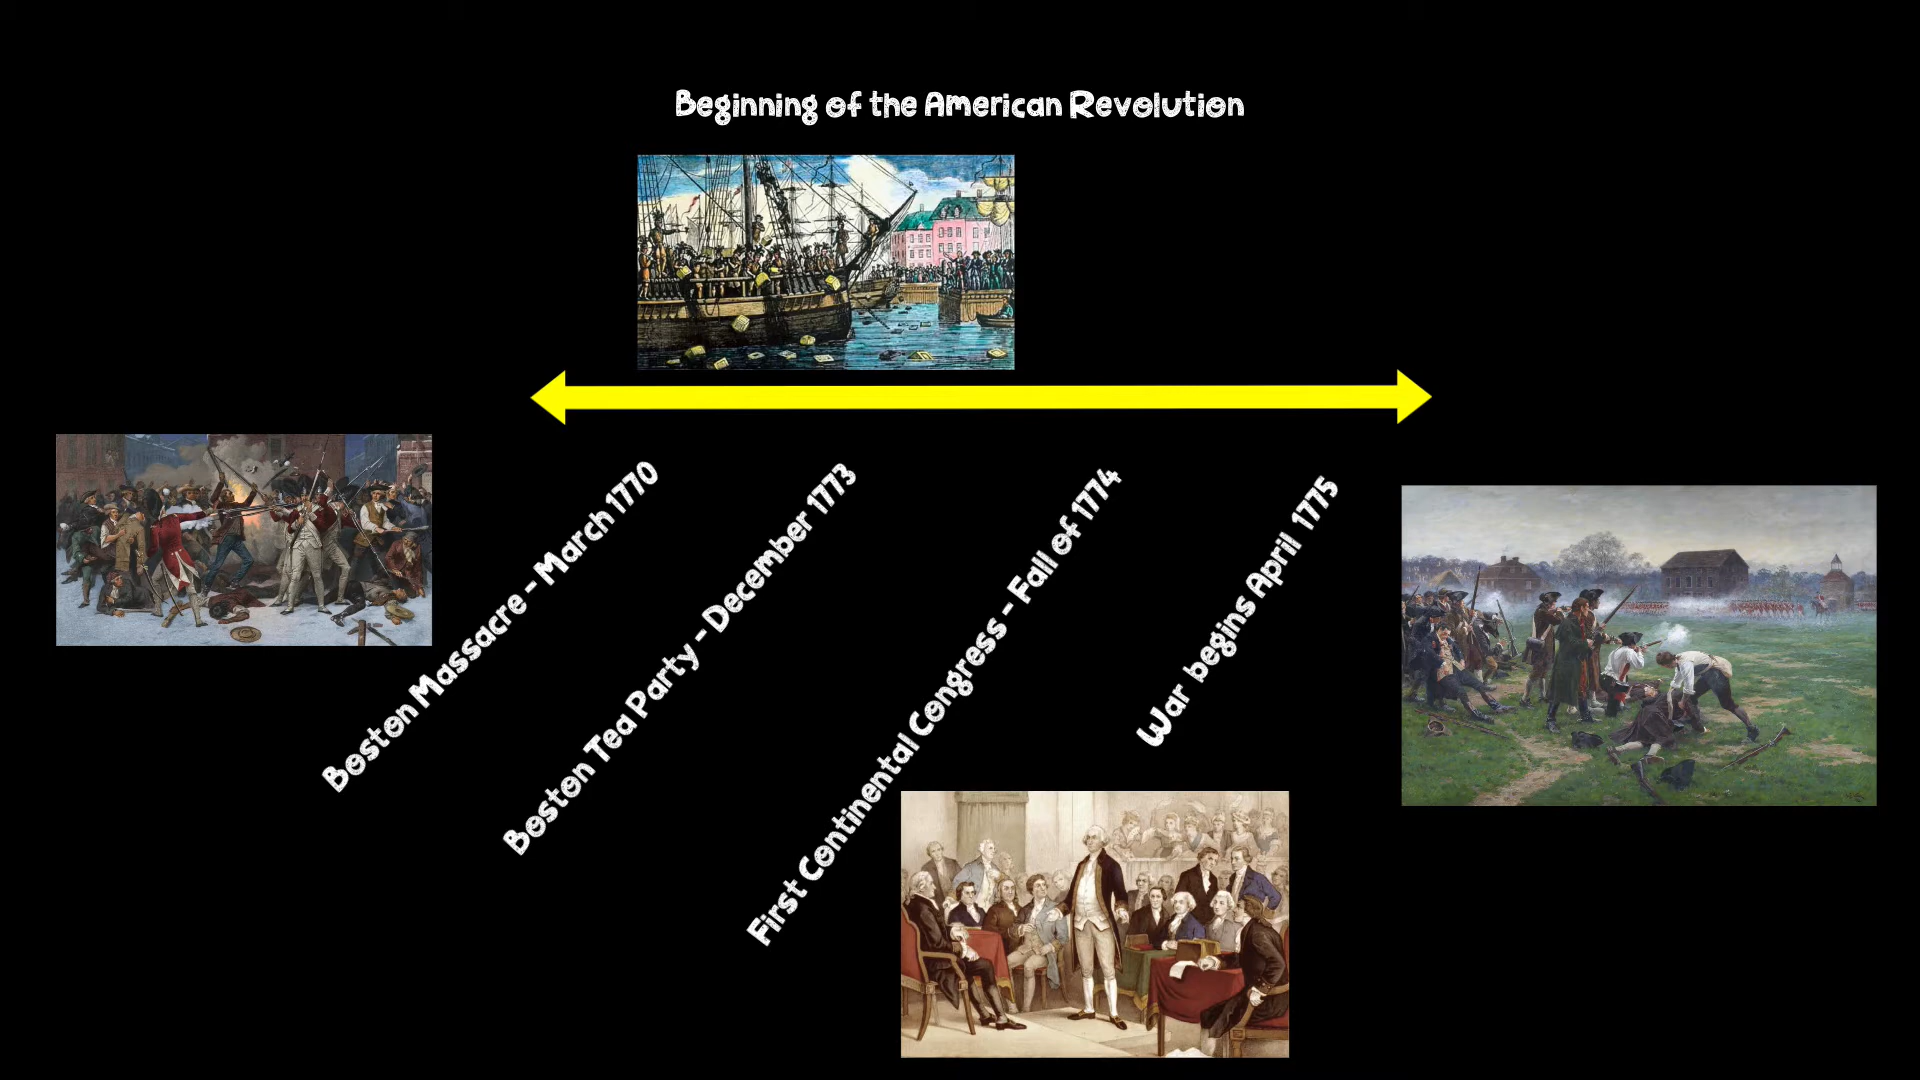 Beginning of the American Revolution
Boston Massacre - March 1770
Boston Tea Party - December 1773
First Continental Congress - Fall of 1774
War begins April 1775